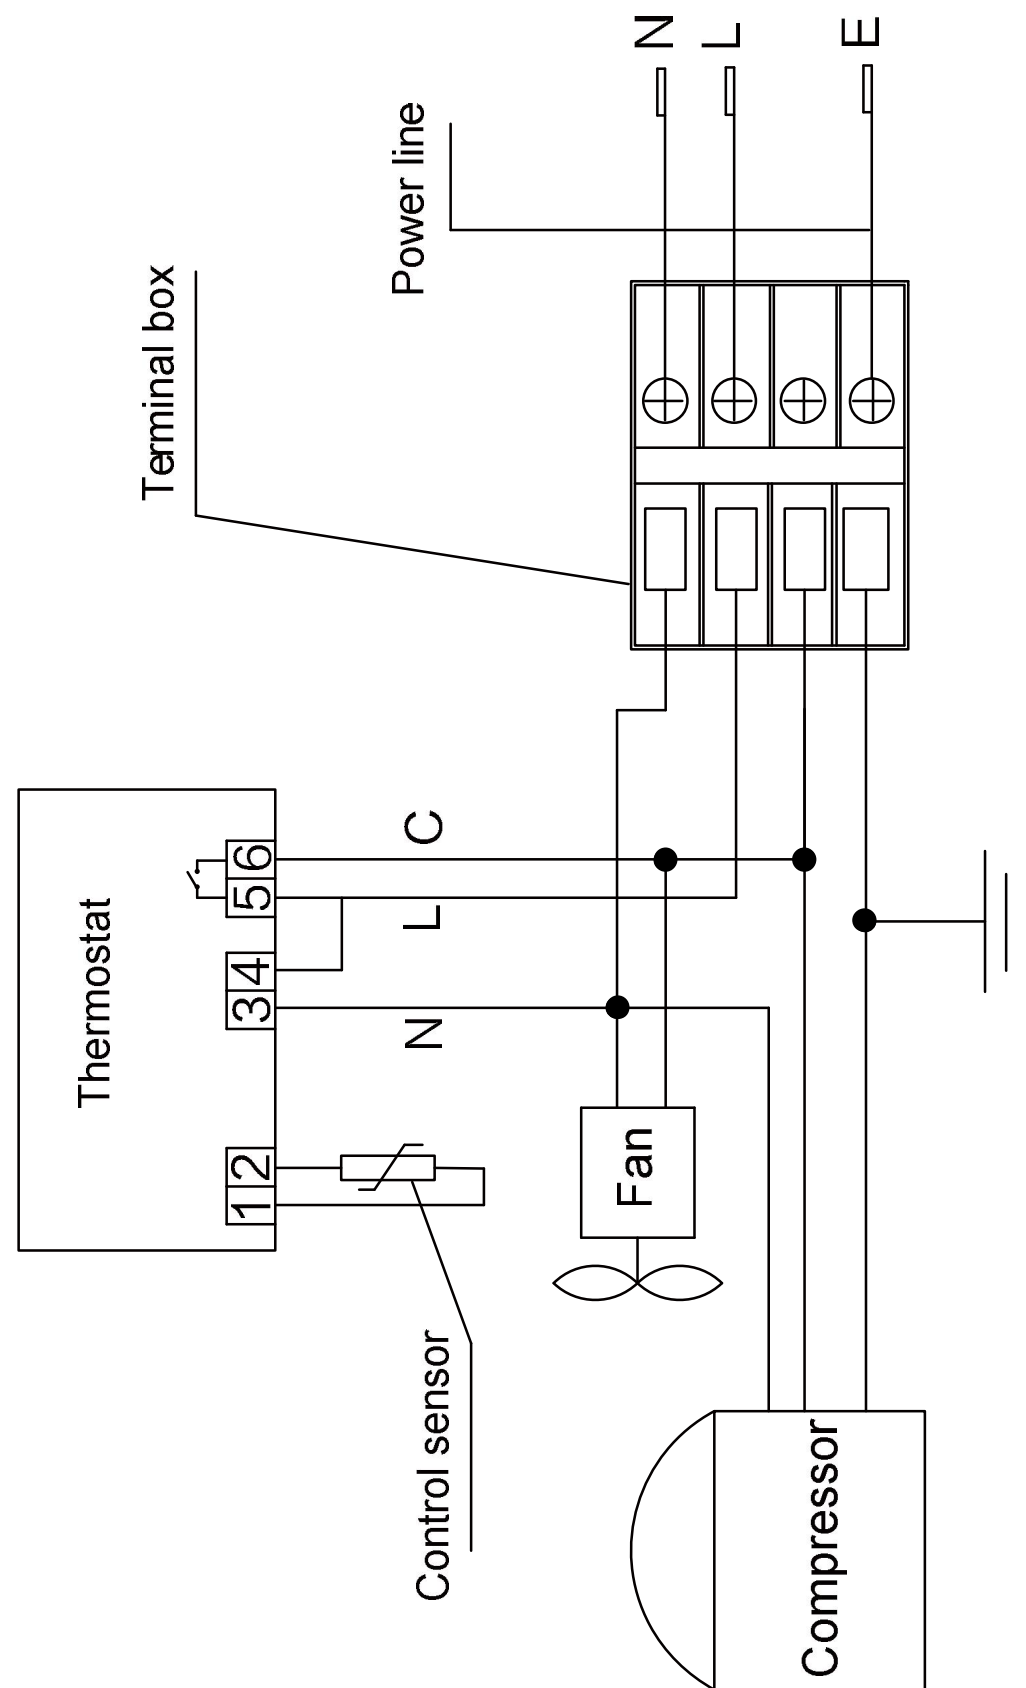 N
L
E
Power line
Terminal box
Thermostat
6
5
4
3
2
1
C
L
N
Fan
Control sensor
Compressor